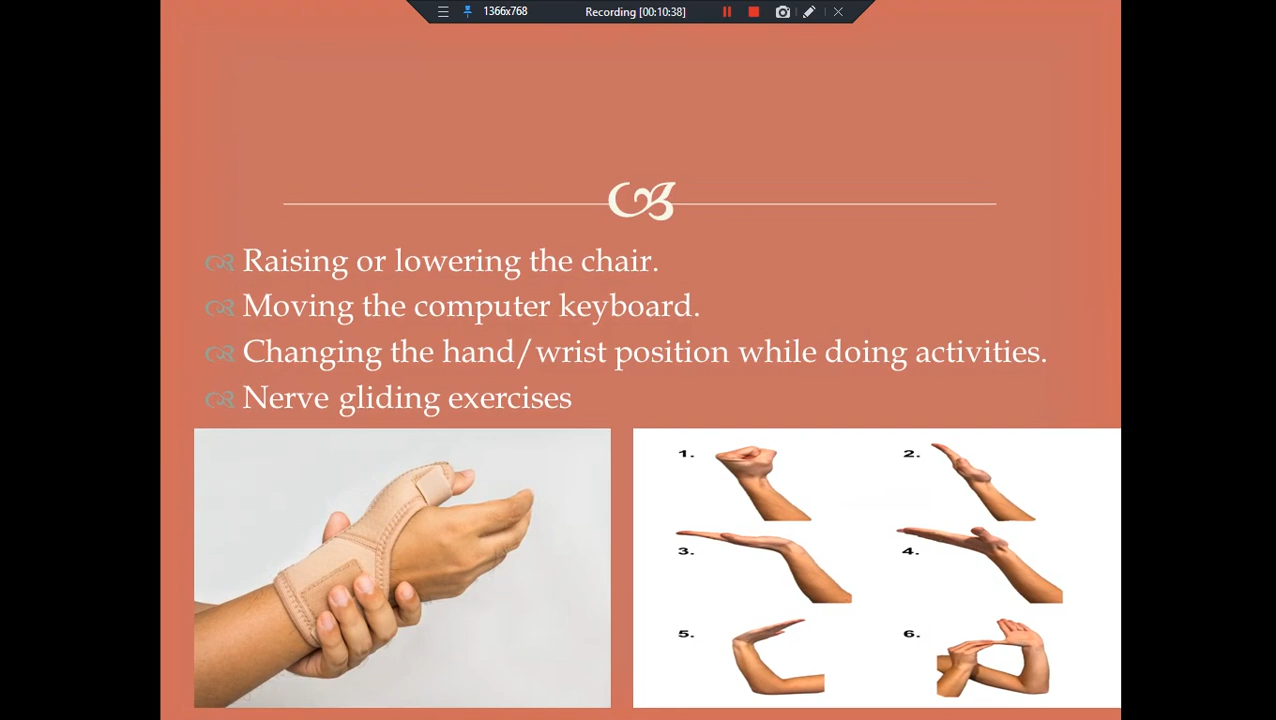 1366x768
Recording [00:10:38]
Raising or lowering the chair.
Moving the computer keyboard.
Changing the hand/wrist position while doing activities.
Nerve gliding exercises
1.
2.
3.
4.
5.
6.